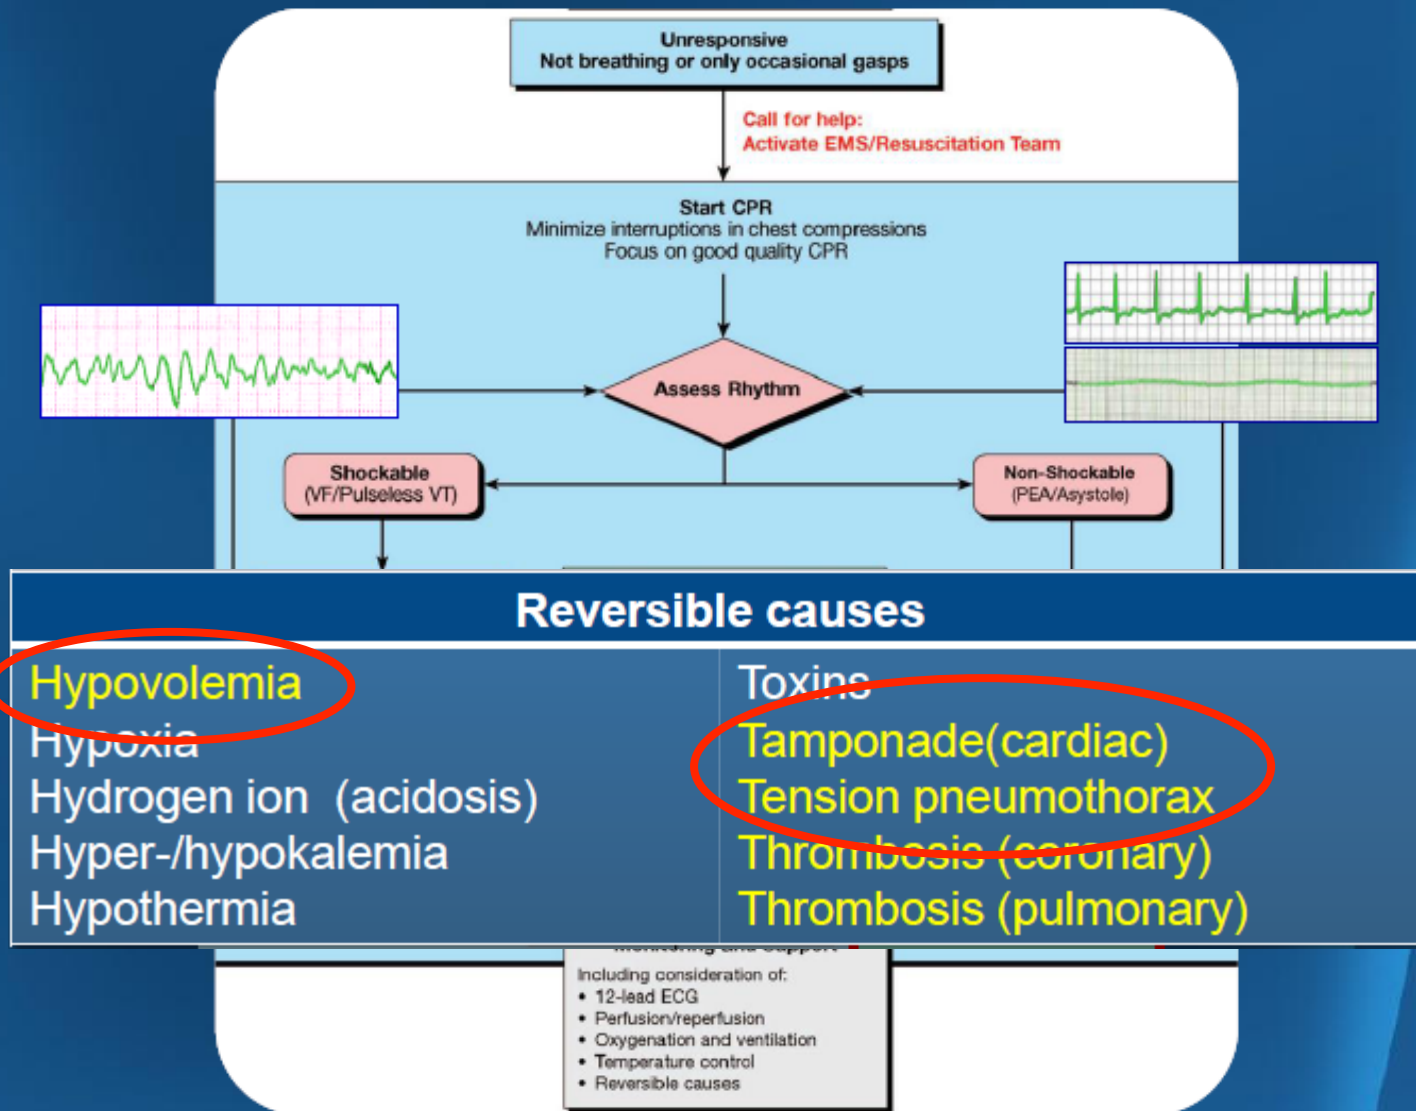 Unresponsive
Not breathing or only occasional gasps
Call for help:
Activate EMS/Resuscitation Team
Start CPR
Minimize interruptions in chest compressions
Focus on good quality CPR
Assess Rhythm
Shockable
(VF/Pulseless VT)
Non-Shockable
(PEA/Asystole)
Reversible causes
Hypovolemia
Hypoxia
Hydrogen ion (acidosis)
Hyper-/hypokalemia
Hypothermia
Toxins
Tamponade(cardiac)
Tension pneumothorax
Thrombosis (coronary)
Thrombosis (pulmonary)
Monitoring and Support
Including consideration of:
• 12-lead ECG
• Perfusion/reperfusion
• Oxygenation and ventilation
• Temperature control
• Reversible causes